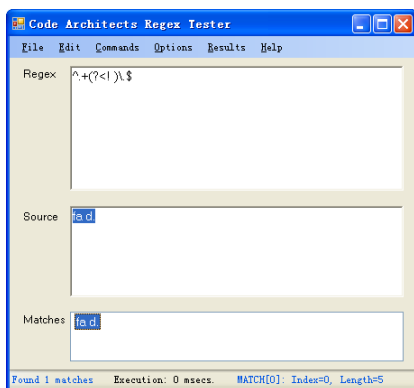 Code Architects Regex Tester
File Edit Commands Options Results Help
Regex
^.+(?<! )\.$
Source
fa d.
Matches
fa d.
Found 1 matches Execution: 0 msecs. MATCH[0]: Index=0, Length=5